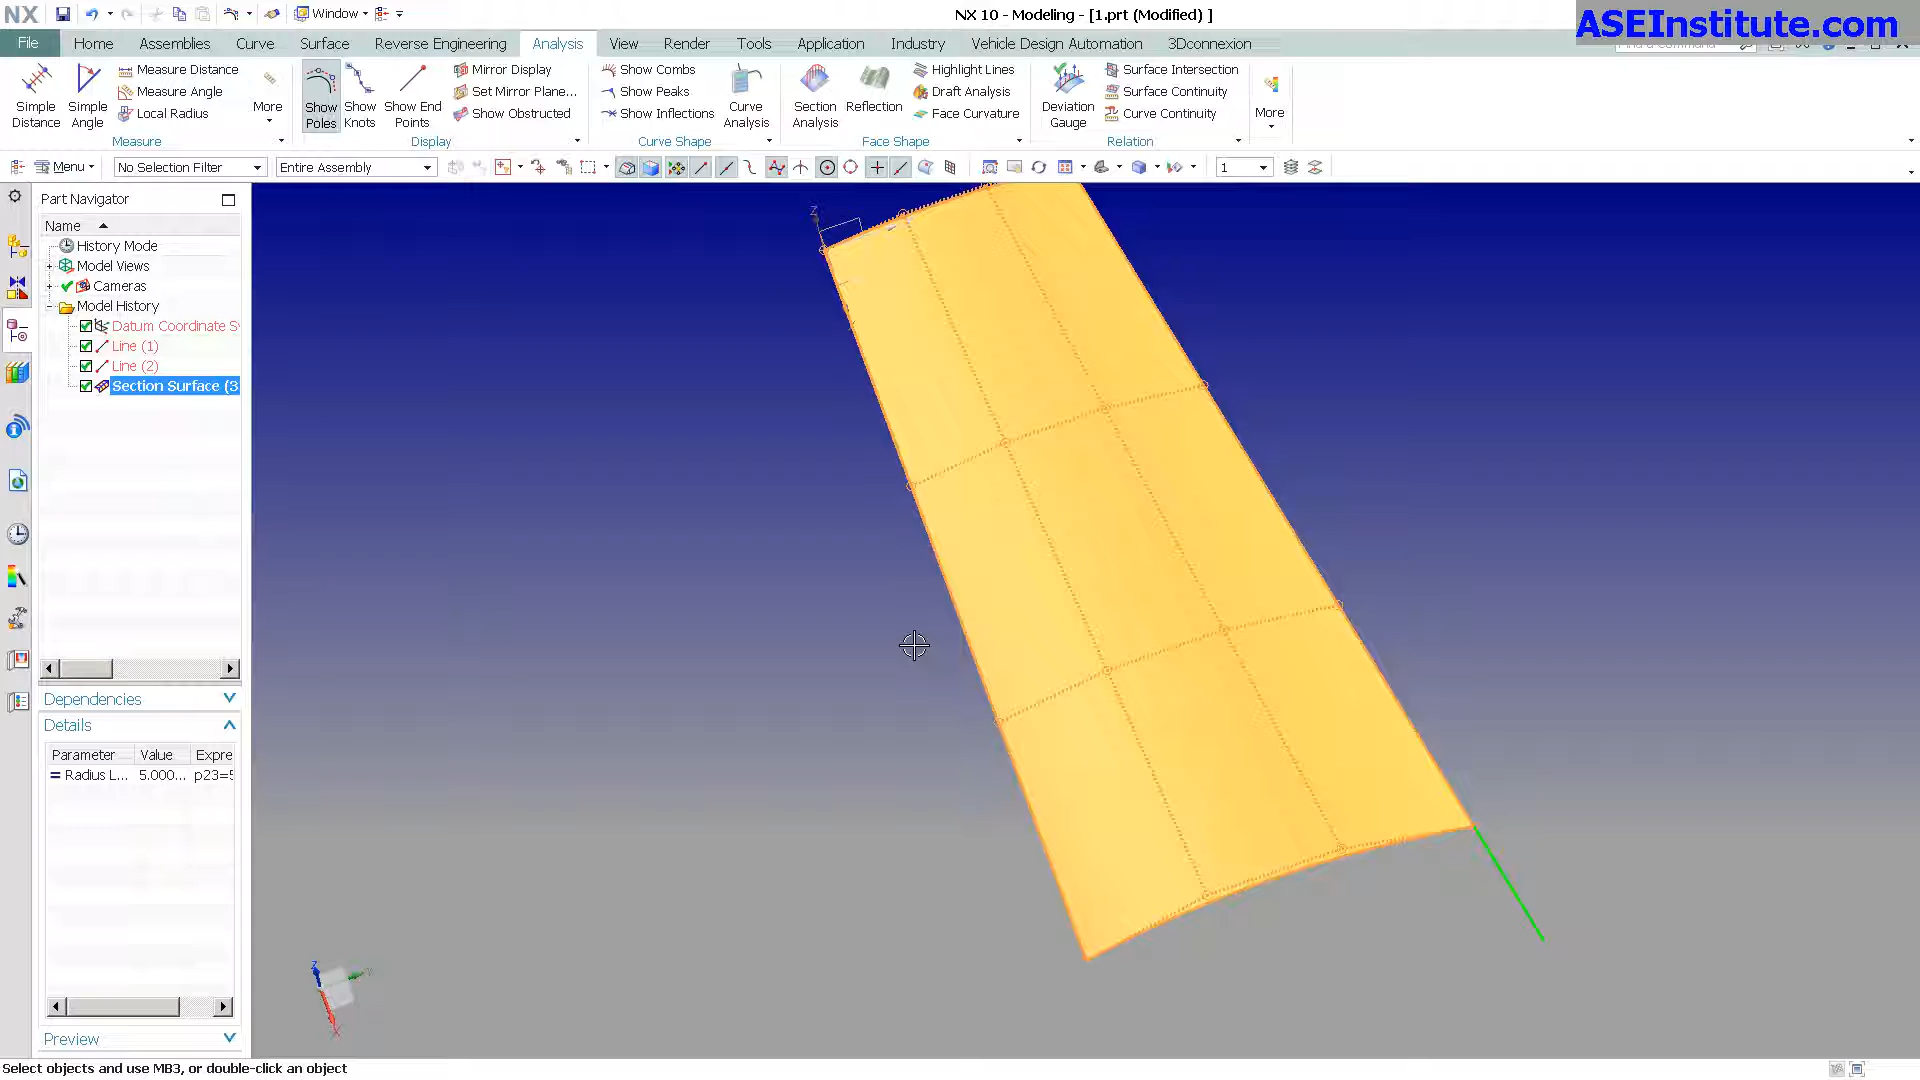 NX
Window
NX 10 - Modeling - [1.prt (Modified) ]
ASEInstitute.com
File
Home
Assemblies
Curve
Surface
Reverse Engineering
Analysis
View
Render
Tools
Application
Industry
Vehicle Design Automation
3Dconnexion
Find a Command
Simple
Distance
Simple
Angle
Measure Distance
Measure Angle
Local Radius
More
Measure
Show
Poles
Show
Knots
Show End
Points
Mirror Display
Set Mirror Plane...
Show Obstructed
Display
Show Combs
Show Peaks
Show Inflections
Curve
Analysis
Curve Shape
Section
Analysis
Reflection
Highlight Lines
Draft Analysis
Face Curvature
Face Shape
Deviation
Gauge
Surface Intersection
Surface Continuity
Curve Continuity
Relation
More
Menu
No Selection Filter
Entire Assembly
1
Part Navigator
Name
History Mode
Model Views
Cameras
Model History
Datum Coordinate S
Line (1)
Line (2)
Section Surface (3
Dependencies
Details
Parameter Value Expre
Radius L... 5.000... p23=5
Preview
Z
Z
Y
X
Select objects and use MB3, or double-click an object